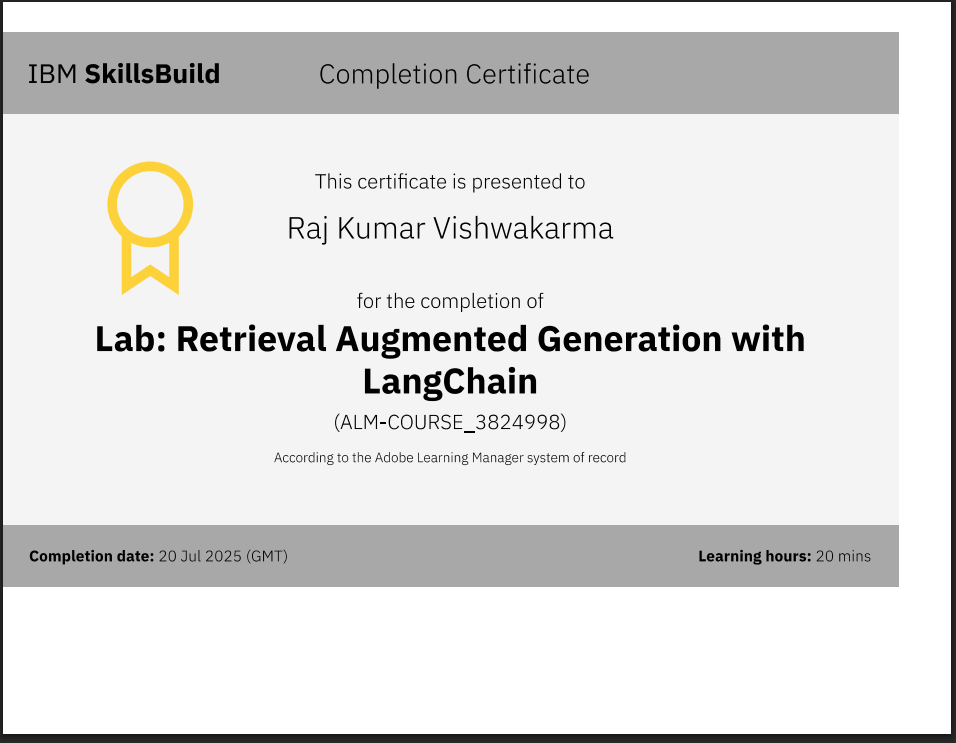 IBM SkillsBuild
Completion Certificate
This certificate is presented to
Raj Kumar Vishwakarma
for the completion of
Lab: Retrieval Augmented Generation with
LangChain
(ALM-COURSE_3824998)
According to the Adobe Learning Manager system of record
Completion date: 20 Jul 2025 (GMT)
Learning hours: 20 mins